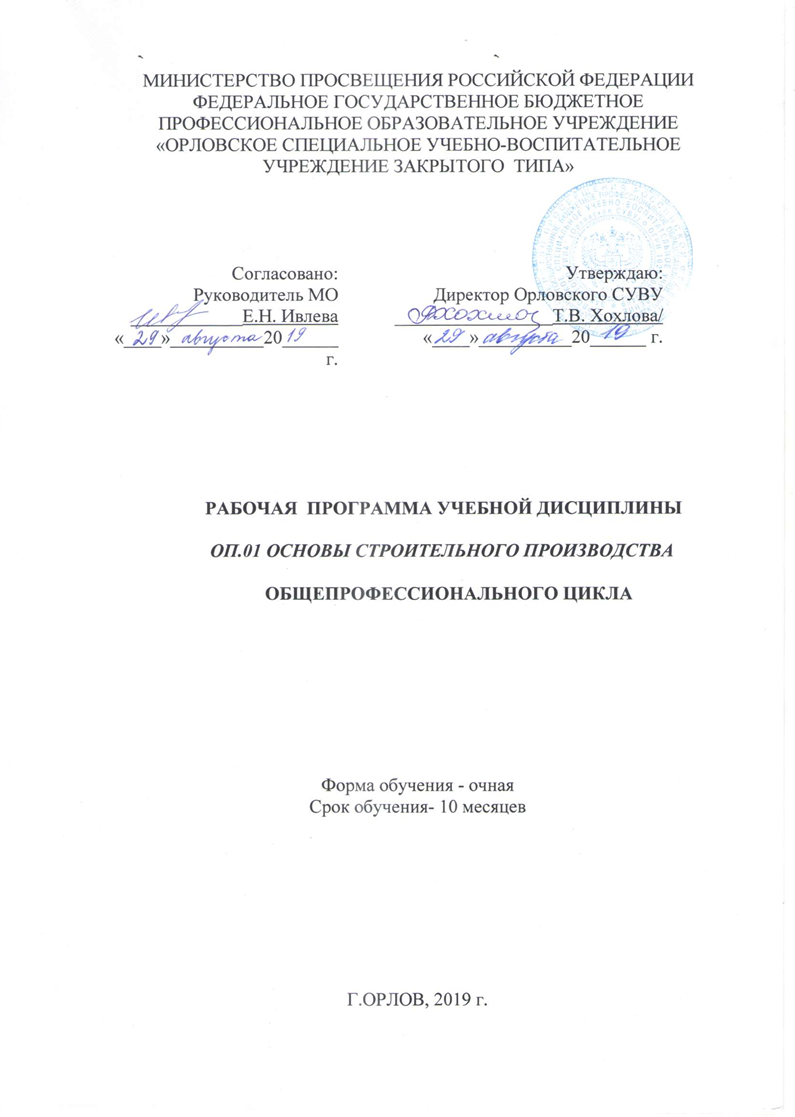 МИНИСТЕРСТВО ПРОСВЕЩЕНИЯ РОССИЙСКОЙ ФЕДЕРАЦИИ
ФЕДЕРАЛЬНОЕ ГОСУДАРСТВЕННОЕ БЮДЖЕТНОЕ
ПРОФЕССИОНАЛЬНОЕ ОБРАЗОВАТЕЛЬНОЕ УЧРЕЖДЕНИЕ
«ОРЛОВСКОЕ СПЕЦИАЛЬНОЕ УЧЕБНО-ВОСПИТАТЕЛЬНОЕ
УЧРЕЖДЕНИЕ ЗАКРЫТОГО ТИПА»
Согласовано:
Руководитель МО
Е.Н. Ивлева
«29» августа 2019
г.
Утверждаю:
Директор Орловского СУВУ
Т.В. Хохлова/
«29» августа 2019 г.
РАБОЧАЯ ПРОГРАММА УЧЕБНОЙ ДИСЦИПЛИНЫ
ОП.01 ОСНОВЫ СТРОИТЕЛЬНОГО ПРОИЗВОДСТВА
ОБЩЕПРОФЕССИОНАЛЬНОГО ЦИКЛА
Форма обучения - очная
Срок обучения- 10 месяцев
Г.ОРЛОВ, 2019 г.